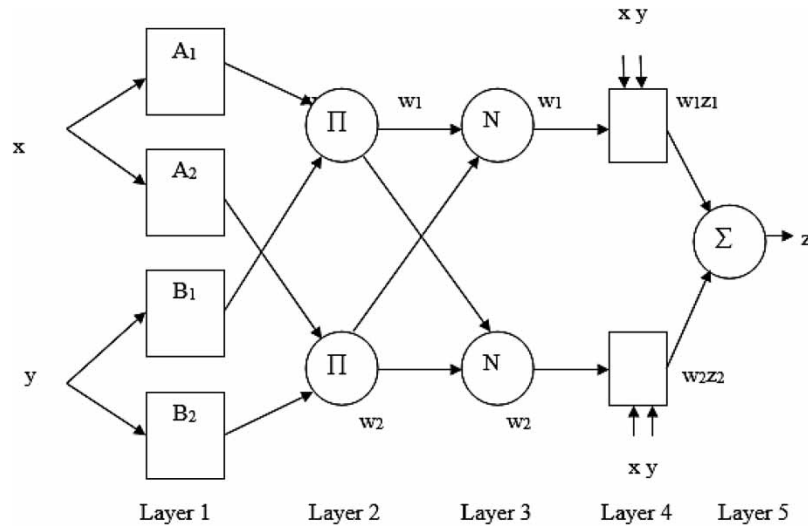 x y
A1
w1
w1
w1z1
Π
N
x
A2
Σ
z
B1
Π
N
y
w2z2
B2
w2
w2
x y
Layer 1 Layer 2 Layer 3 Layer 4 Layer 5